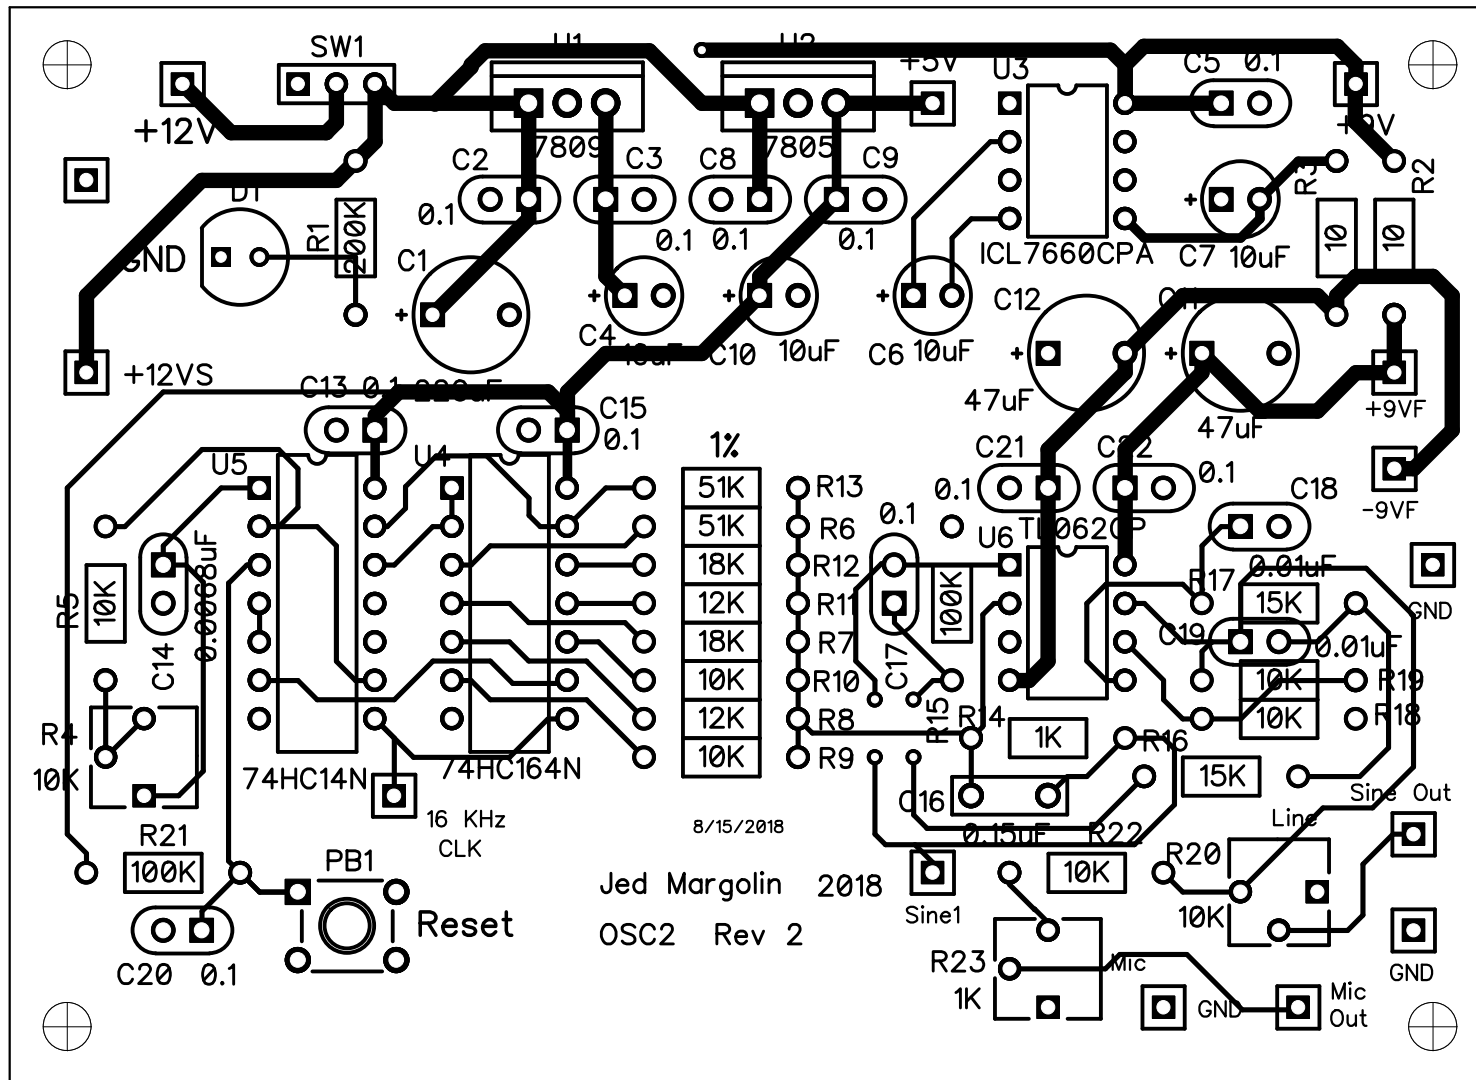 SW1
U1
U2
+5V
U3
C5
0.1
+12V
7809
7805
+9V
C2
C3
C8
C9
R3
R2
D1
0.1
0.1
0.1
0.1
R1
200K
10
10
GND
C1
ICL7660CPA
C7
10uF
C12
C11
C4
10uF
C10
10uF
C6
10uF
+12VS
C13
0.1
220uF
47uF
47uF
+9VF
C15
0.1
1%
U5
U4
C21
C22
0.1
0.1
51K
R13
C18
-9VF
0.1
TL062CP
51K
R6
U6
18K
R12
R17
0.01uF
R5
10K
0.0068uF
12K
R11
100K
15K
GND
C14
18K
R7
C17
C19
0.01uF
10K
R10
10K
R19
R4
12K
R8
R15
R14
1K
R16
10K
R18
10K
74HC14N
74HC164N
10K
R9
15K
C16
Sine Out
16 KHz
CLK
8/15/2018
0.15uF
R22
Line
R21
100K
PB1
10K
R20
Jed Margolin 2018
Sine1
10K
Reset
OSC2 Rev 2
C20
0.1
R23
1K
Mic
GND
GND
Mic
Out